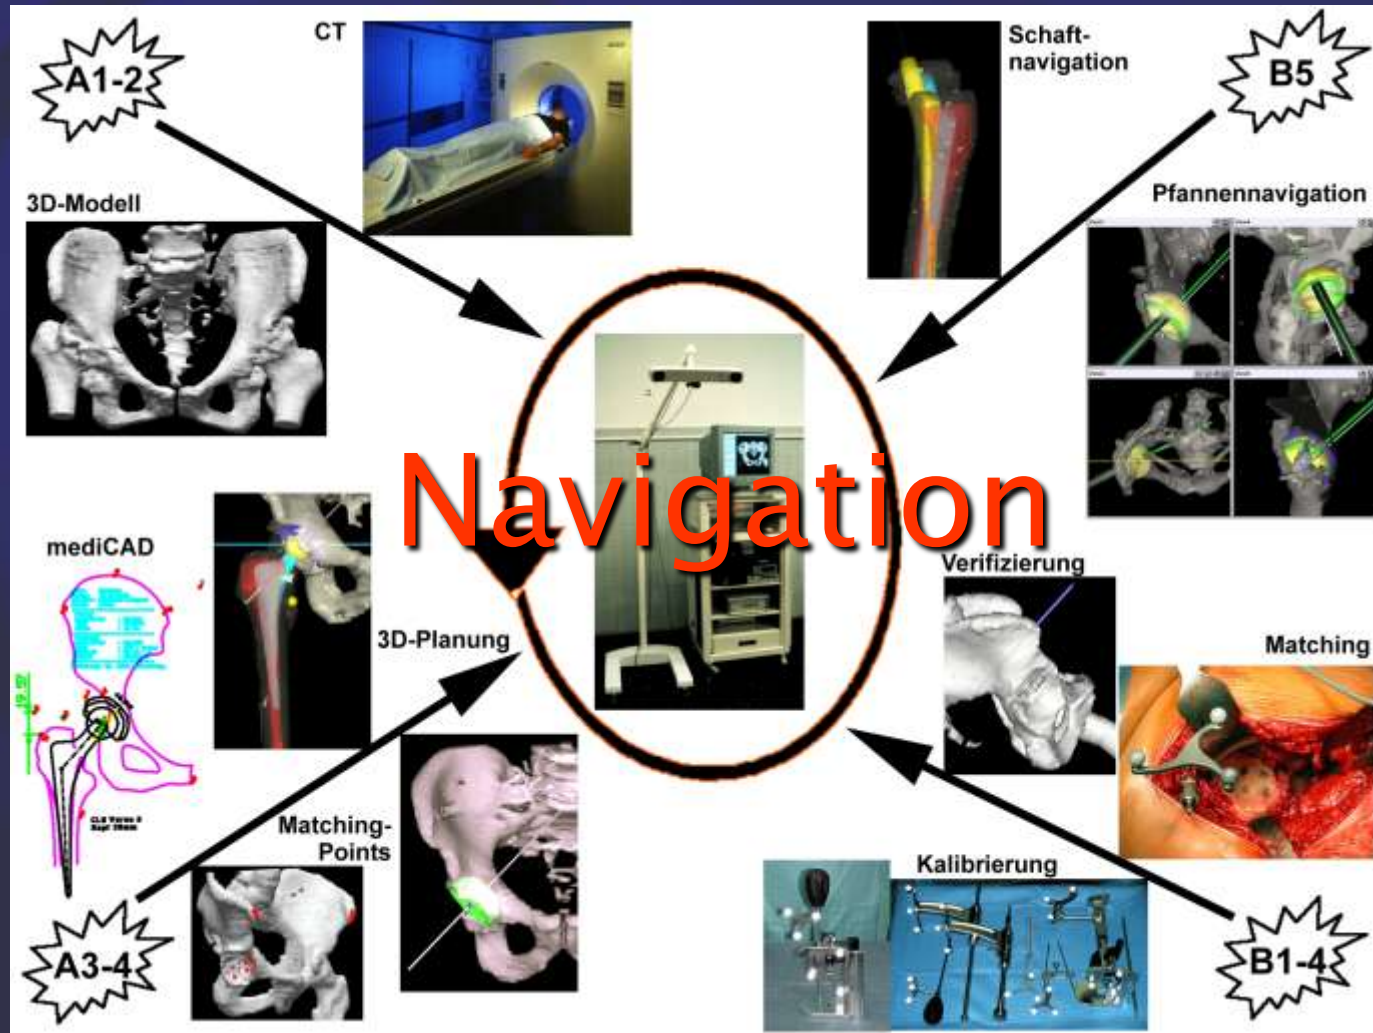 A1-2
CT
Schaft-
navigation
B5
3D-Modell
Pfannennavigation
Navigation
mediCAD
3D-Planung
Verifizierung
Matching
Matching-
Points
Kalibrierung
A3-4
B1-4